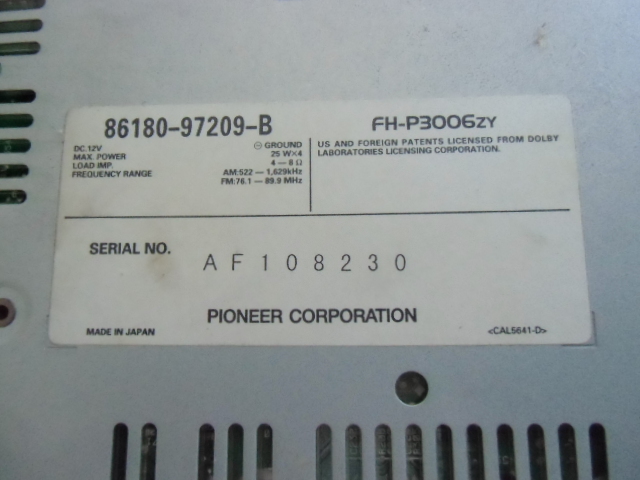 86180-97209-B
DC.12V ⊖ GROUND
MAX. POWER 25 W×4
LOAD IMP. 4 — 8 Ω
FREQUENCY RANGE AM:522 — 1,629kHz
FM:76.1 — 89.9 MHz
FH-P3006ZY
US AND FOREIGN PATENTS LICENSED FROM DOLBY
LABORATORIES LICENSING CORPORATION.
SERIAL NO. AF108230
PIONEER CORPORATION
MADE IN JAPAN <CAL5641-D>